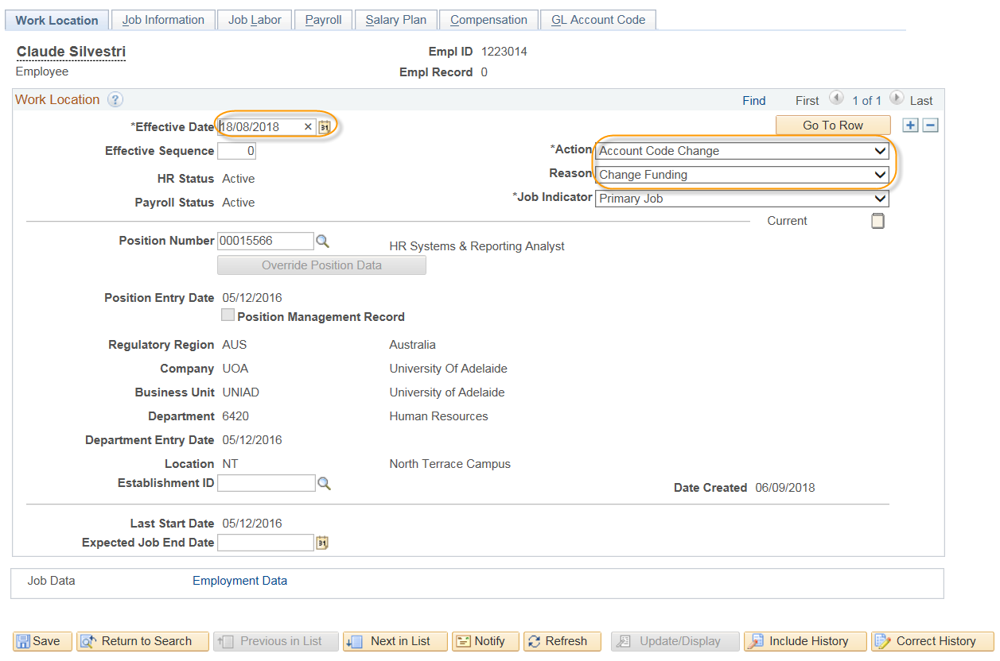 Work Location Job Information Job Labor Payroll Salary Plan Compensation GL Account Code
Claude Silvestri Empl ID 1223014
Employee Empl Record 0
Work Location ? Find First 1 of 1 Last
*Effective Date 18/08/2018 × 31 Go To Row + −
Effective Sequence 0 *Action Account Code Change
HR Status Active Reason Change Funding
Payroll Status Active *Job Indicator Primary Job
Current
Position Number 00015566 HR Systems & Reporting Analyst
Override Position Data
Position Entry Date 05/12/2016
Position Management Record
Regulatory Region AUS Australia
Company UOA University Of Adelaide
Business Unit UNIAD University of Adelaide
Department 6420 Human Resources
Department Entry Date 05/12/2016
Location NT North Terrace Campus
Establishment ID Date Created 06/09/2018
Last Start Date 05/12/2016
Expected Job End Date 31
Job Data Employment Data
Save Return to Search Previous in List Next in List Notify Refresh Update/Display Include History Correct History